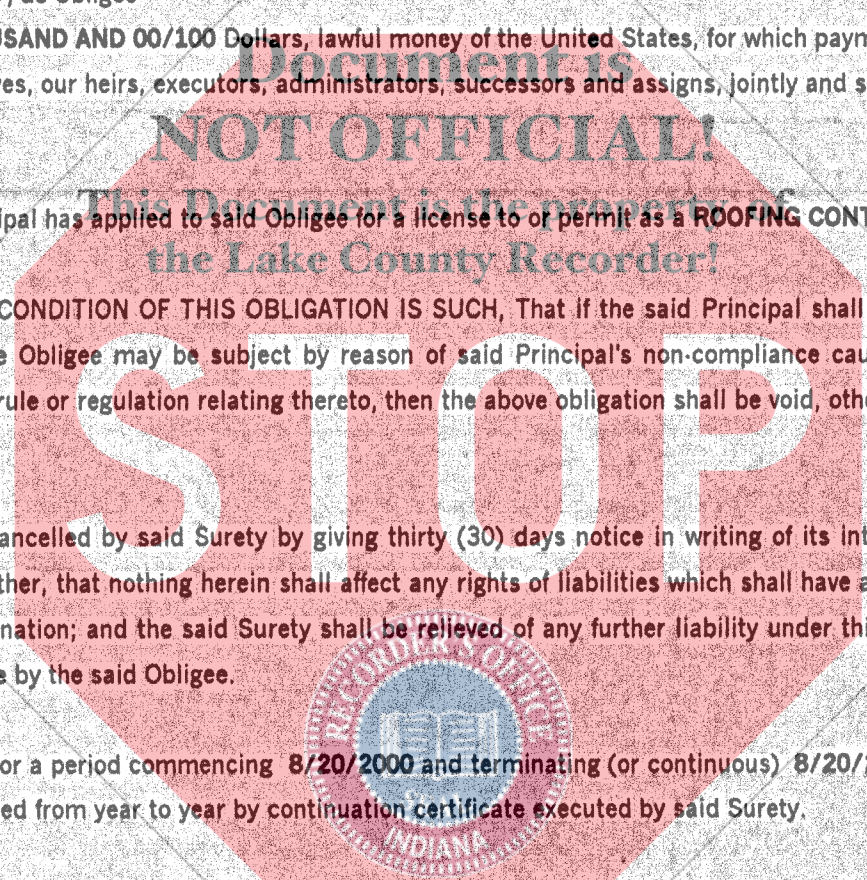 as Obligee
USAND AND 00/100 Dollars, lawful money of the United States, for which paym
Document is
es, our heirs, executors, administrators, successors and assigns, jointly and s
NOT OFFICIAL!
This Document is the property of
ipal has applied to said Obligee for a license to or permit as a ROOFING CONT
the Lake County Recorder!
CONDITION OF THIS OBLIGATION IS SUCH, That if the said Principal shall
e Obligee may be subject by reason of said Principal's non-compliance cau
rule or regulation relating thereto, then the above obligation shall be void, oth
STOP
ancelled by said Surety by giving thirty (30) days notice in writing of its int
ther, that nothing herein shall affect any rights of liabilities which shall have a
nation; and the said Surety shall be relieved of any further liability under thi
e by the said Obligee.
RECORDER'S OFFICE
or a period commencing 8/20/2000 and terminating (or continuous) 8/20/
ed from year to year by continuation certificate executed by said Surety.
INDIANA